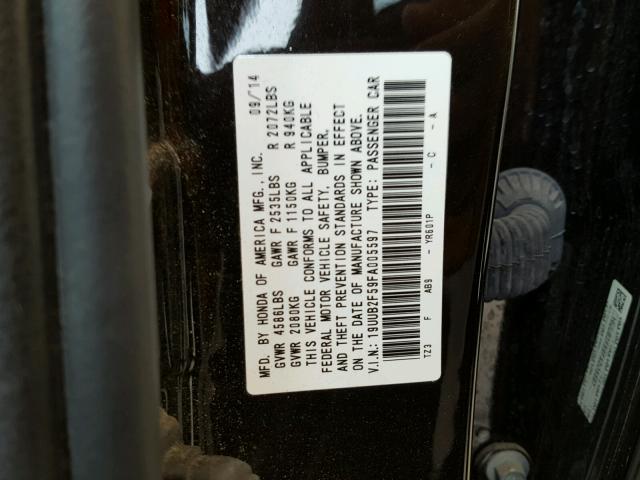 MFD. BY HONDA OF AMERICA MFG., INC. 09/14
GVWR 4586LBS GAWR F 2535LBS R 2072LBS
GVWR 2080KG GAWR F 1150KG R 940KG
THIS VEHICLE CONFORMS TO ALL APPLICABLE
FEDERAL MOTOR VEHICLE SAFETY, BUMPER,
AND THEFT PREVENTION STANDARDS IN EFFECT
ON THE DATE OF MANUFACTURE SHOWN ABOVE.
V.I.N.: 19UUB2F59FA005597 TYPE: PASSENGER CAR
TZ3 F AB9 - YR601P - C - A